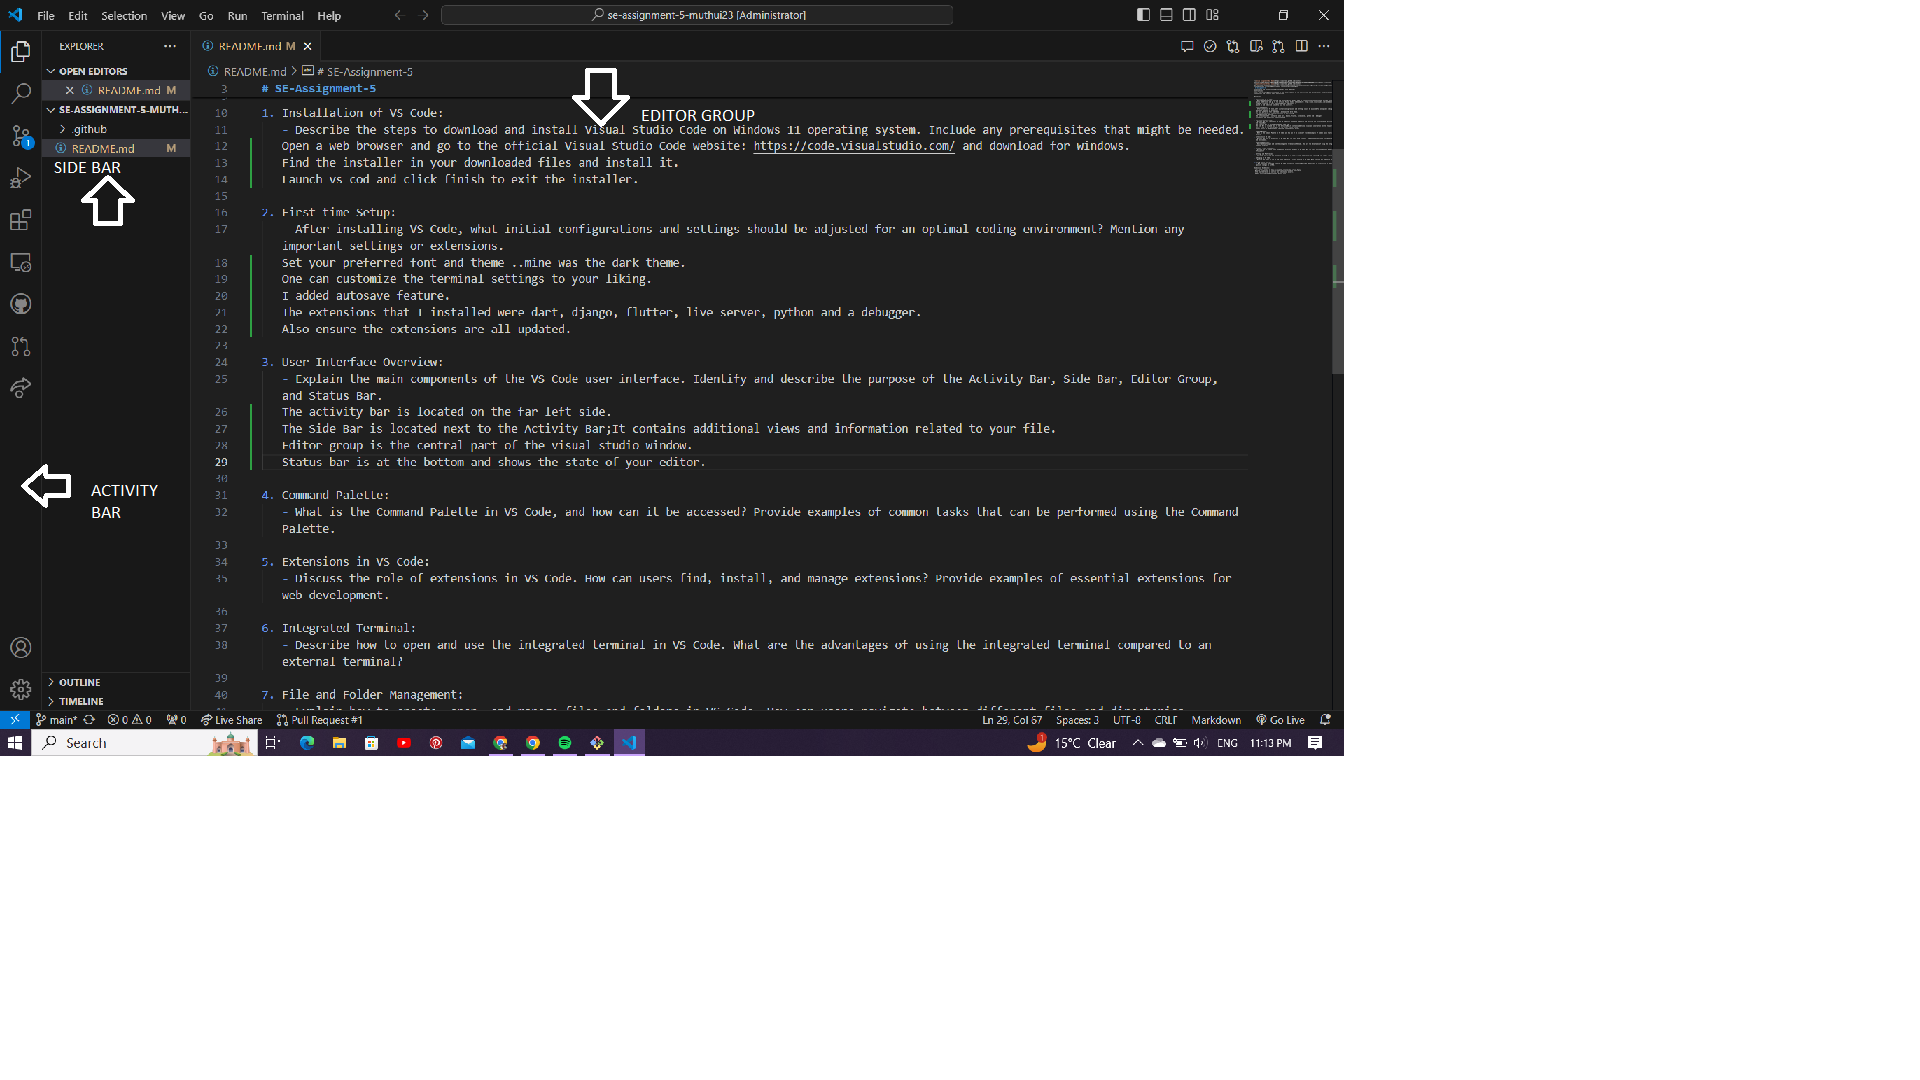 File Edit Selection View Go Run Terminal Help
se-assignment-5-muthui23 [Administrator]
EXPLORER
README.md M
OPEN EDITORS
README.md M
SE-ASSIGNMENT-5-MUTH...
.github
README.md M
SIDE BAR
ACTIVITY
BAR
OUTLINE
TIMELINE
README.md > # SE-Assignment-5
EDITOR GROUP
3 # SE-Assignment-5
10 1. Installation of VS Code:
11 - Describe the steps to download and install Visual Studio Code on Windows 11 operating system. Include any prerequisites that might be needed.
12 Open a web browser and go to the official Visual Studio Code website: https://code.visualstudio.com/ and download for windows.
13 Find the installer in your downloaded files and install it.
14 Launch vs cod and click finish to exit the installer.
15
16 2. First-time Setup:
17 - After installing VS Code, what initial configurations and settings should be adjusted for an optimal coding environment? Mention any
important settings or extensions.
18 Set your preferred font and theme ..mine was the dark theme.
19 One can customize the terminal settings to your liking.
20 I added autosave feature.
21 The extensions that I installed were dart, django, flutter, live server, python and a debugger.
22 Also ensure the extensions are all updated.
23
24 3. User Interface Overview:
25 - Explain the main components of the VS Code user interface. Identify and describe the purpose of the Activity Bar, Side Bar, Editor Group,
and Status Bar.
26 The activity bar is located on the far left side.
27 The Side Bar is located next to the Activity Bar;It contains additional views and information related to your file.
28 Editor group is the central part of the visual studio window.
29 Status bar is at the bottom and shows the state of your editor.
30
31 4. Command Palette:
32 - What is the Command Palette in VS Code, and how can it be accessed? Provide examples of common tasks that can be performed using the Command
Palette.
33
34 5. Extensions in VS Code:
35 - Discuss the role of extensions in VS Code. How can users find, install, and manage extensions? Provide examples of essential extensions for
web development.
36
37 6. Integrated Terminal:
38 - Describe how to open and use the integrated terminal in VS Code. What are the advantages of using the integrated terminal compared to an
external terminal?
39
40 7. File and Folder Management:
main* 0 0 0 Live Share Pull Request #1 Ln 29, Col 67 Spaces: 3 UTF-8 CRLF Markdown Go Live
Search 15°C Clear ENG 11:13 PM